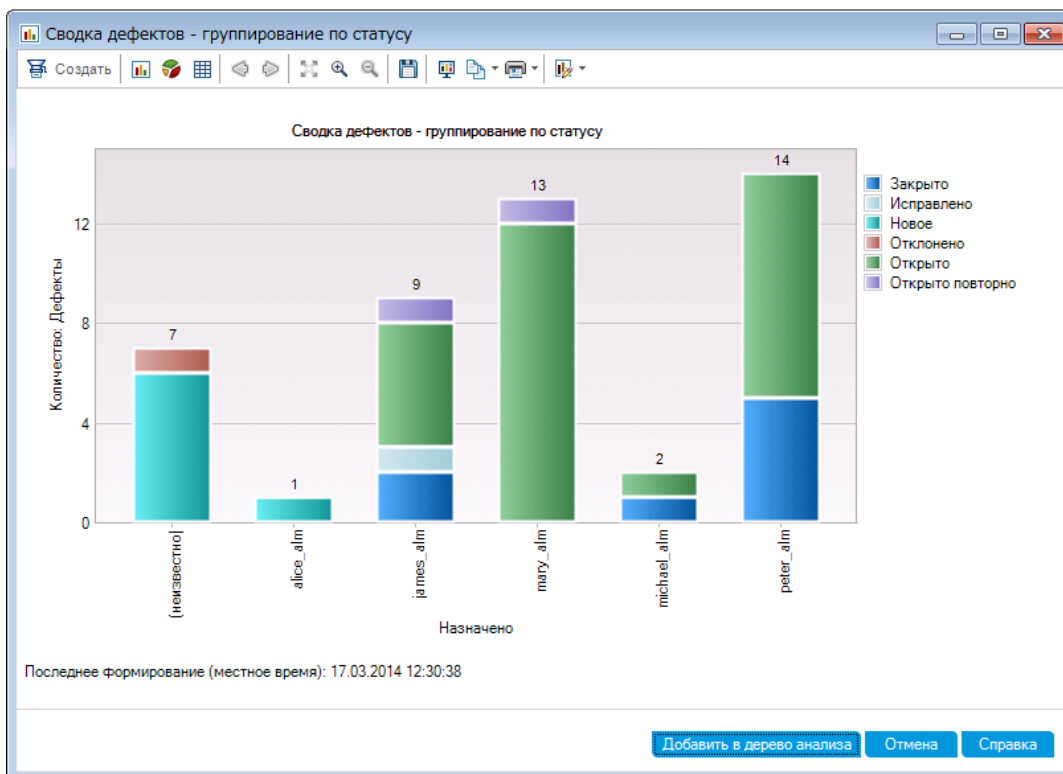 Сводка дефектов - группирование по статусу
Создать
Сводка дефектов - группирование по статусу
Количество: Дефекты
12
8
4
0
7
1
9
13
2
14
(неизвестно)
alice_alm
james_alm
mary_alm
michael_alm
peter_alm
Назначено
Закрыто
Исправлено
Новое
Отклонено
Открыто
Открыто повторно
Последнее формирование (местное время): 17.03.2014 12:30:38
Добавить в дерево анализа Отмена Справка